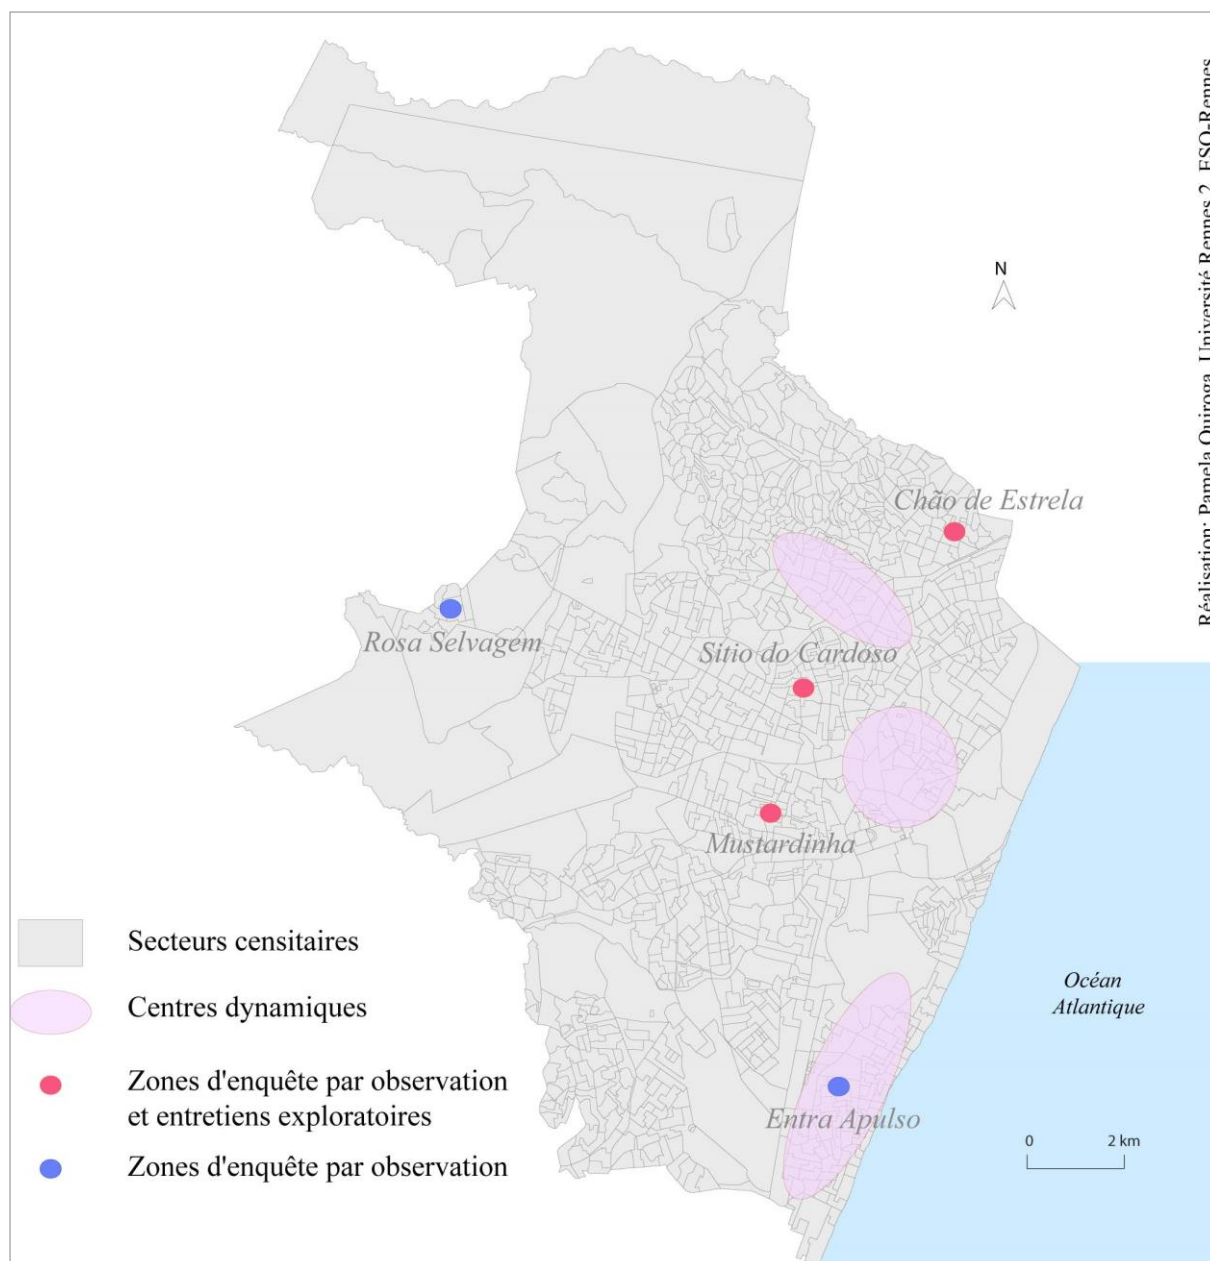 Réalisation: Pamela Quiroga, Université Rennes 2, ESO-Rennes
N
Chão de Estrela
Rosa Selvagem
Sitio do Cardoso
Mustardinha
Secteurs censitaires
Centres dynamiques
Océan
Atlantique
Zones d'enquête par observation
et entretiens exploratoires
Entra Apulso
Zones d'enquête par observation
0 2 km